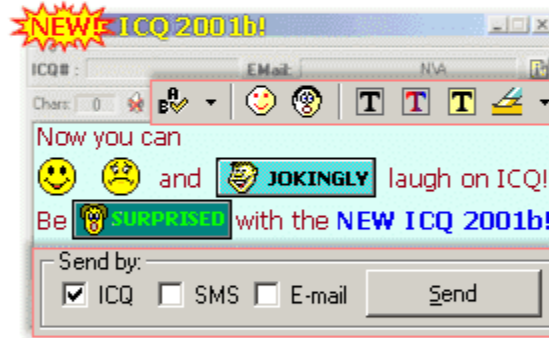 NEW! ICQ 2001b!
ICQ# : EMail: N/A
Chars: 0
ABC T T T
Now you can
and JOKINGLY laugh on ICQ!
Be SURPRISED with the NEW ICQ 2001b!
Send by:
ICQ SMS E-mail Send